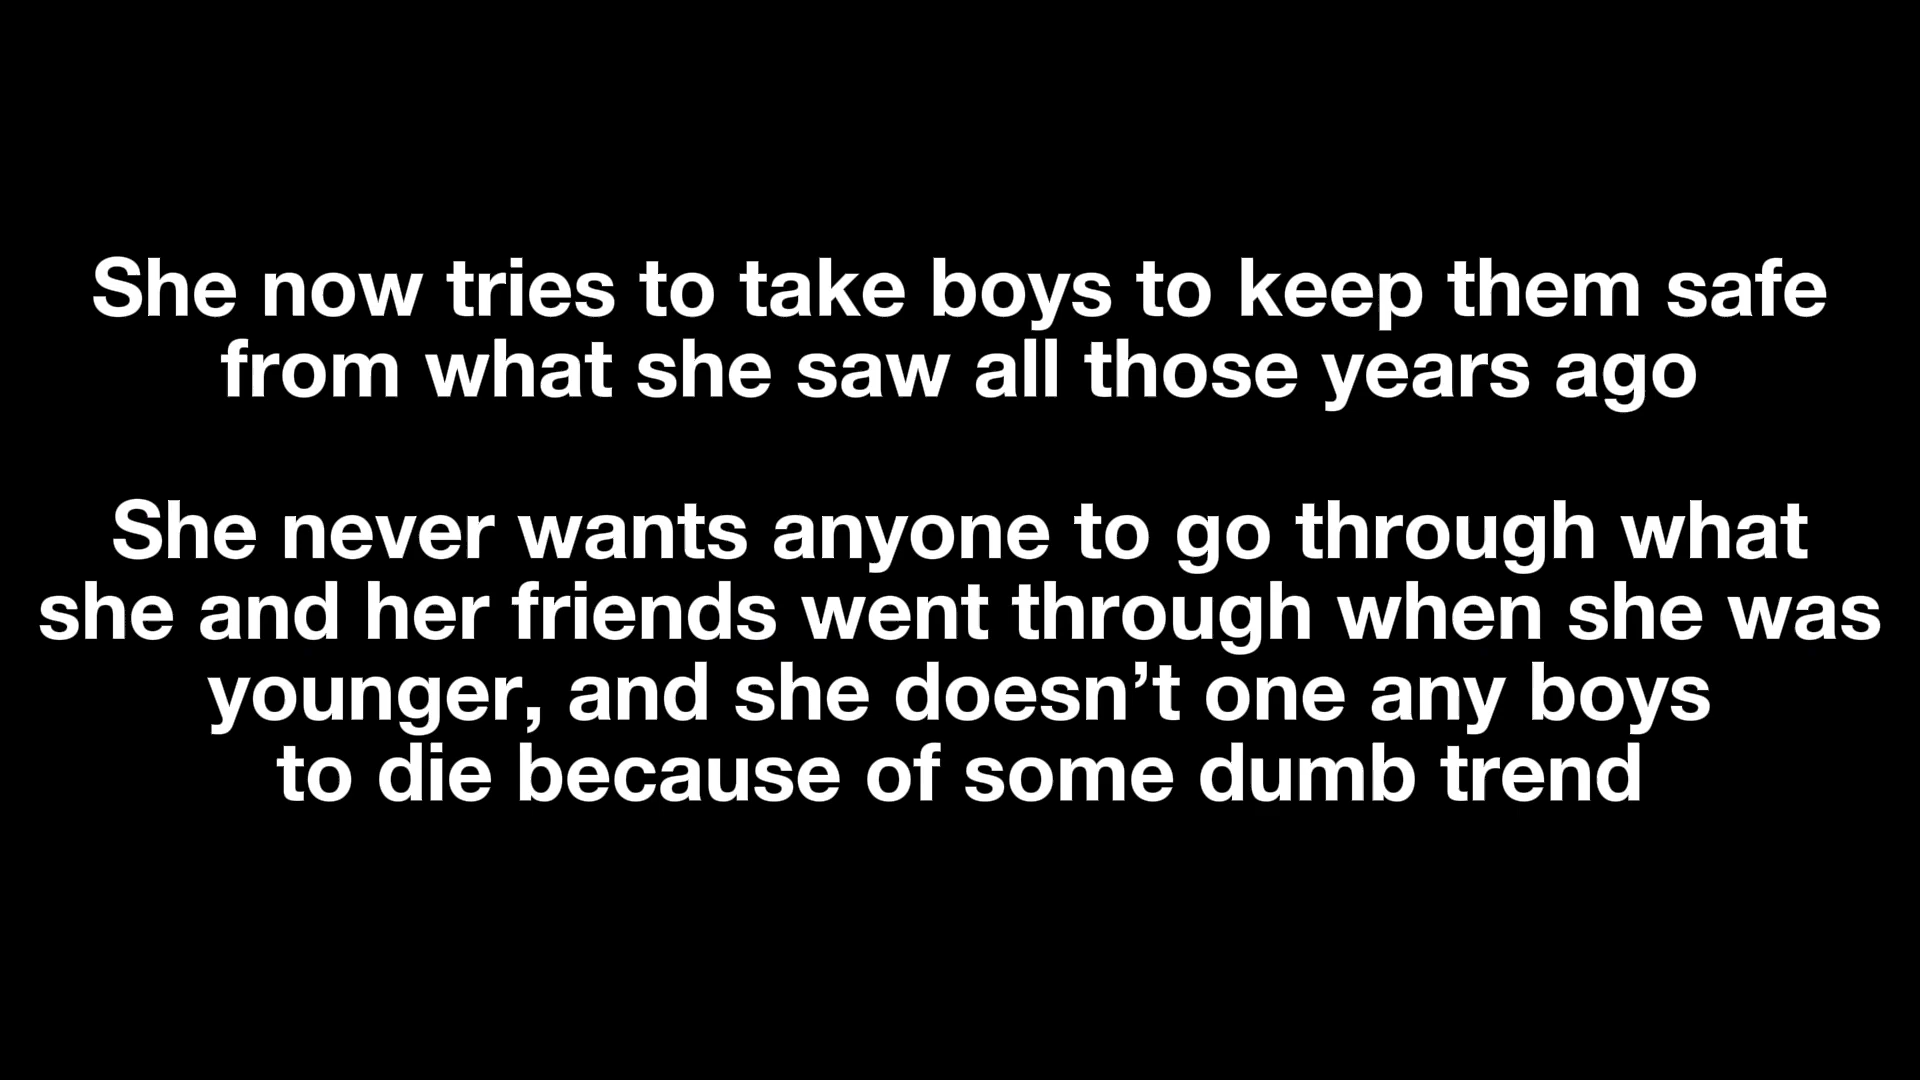 She now tries to take boys to keep them safe
from what she saw all those years ago
She never wants anyone to go through what
she and her friends went through when she was
younger, and she doesn’t one any boys
to die because of some dumb trend